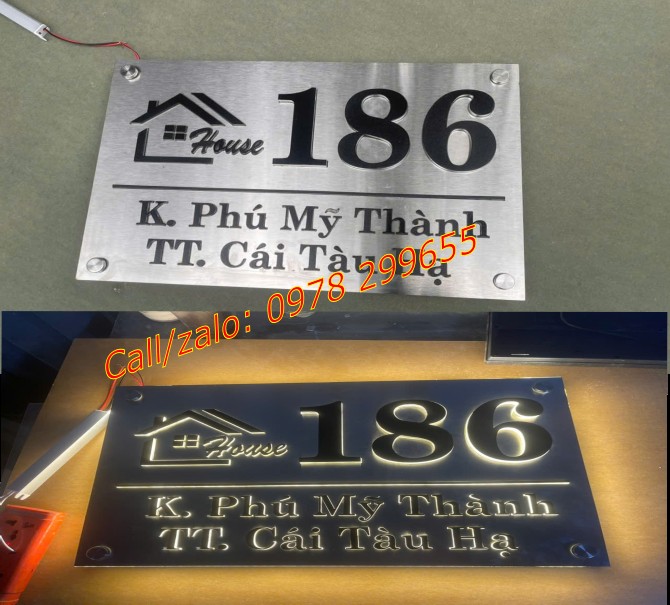 House 186
K. Phú Mỹ Thành
TT. Cái Tàu Hạ
Call/zalo: 0978 299655
House 186
K. Phú Mỹ Thành
TT. Cái Tàu Hạ